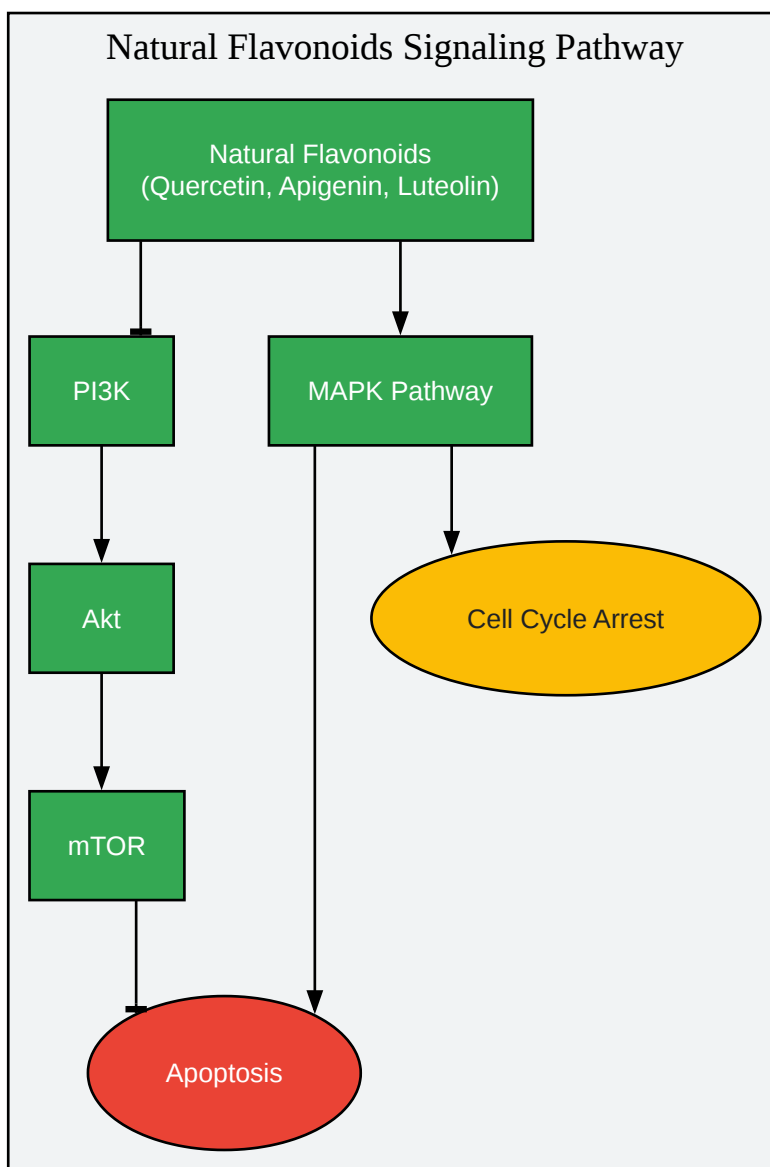 Natural Flavonoids Signaling Pathway
Natural Flavonoids
(Quercetin, Apigenin, Luteolin)
PI3K
MAPK Pathway
Akt
Cell Cycle Arrest
mTOR
Apoptosis